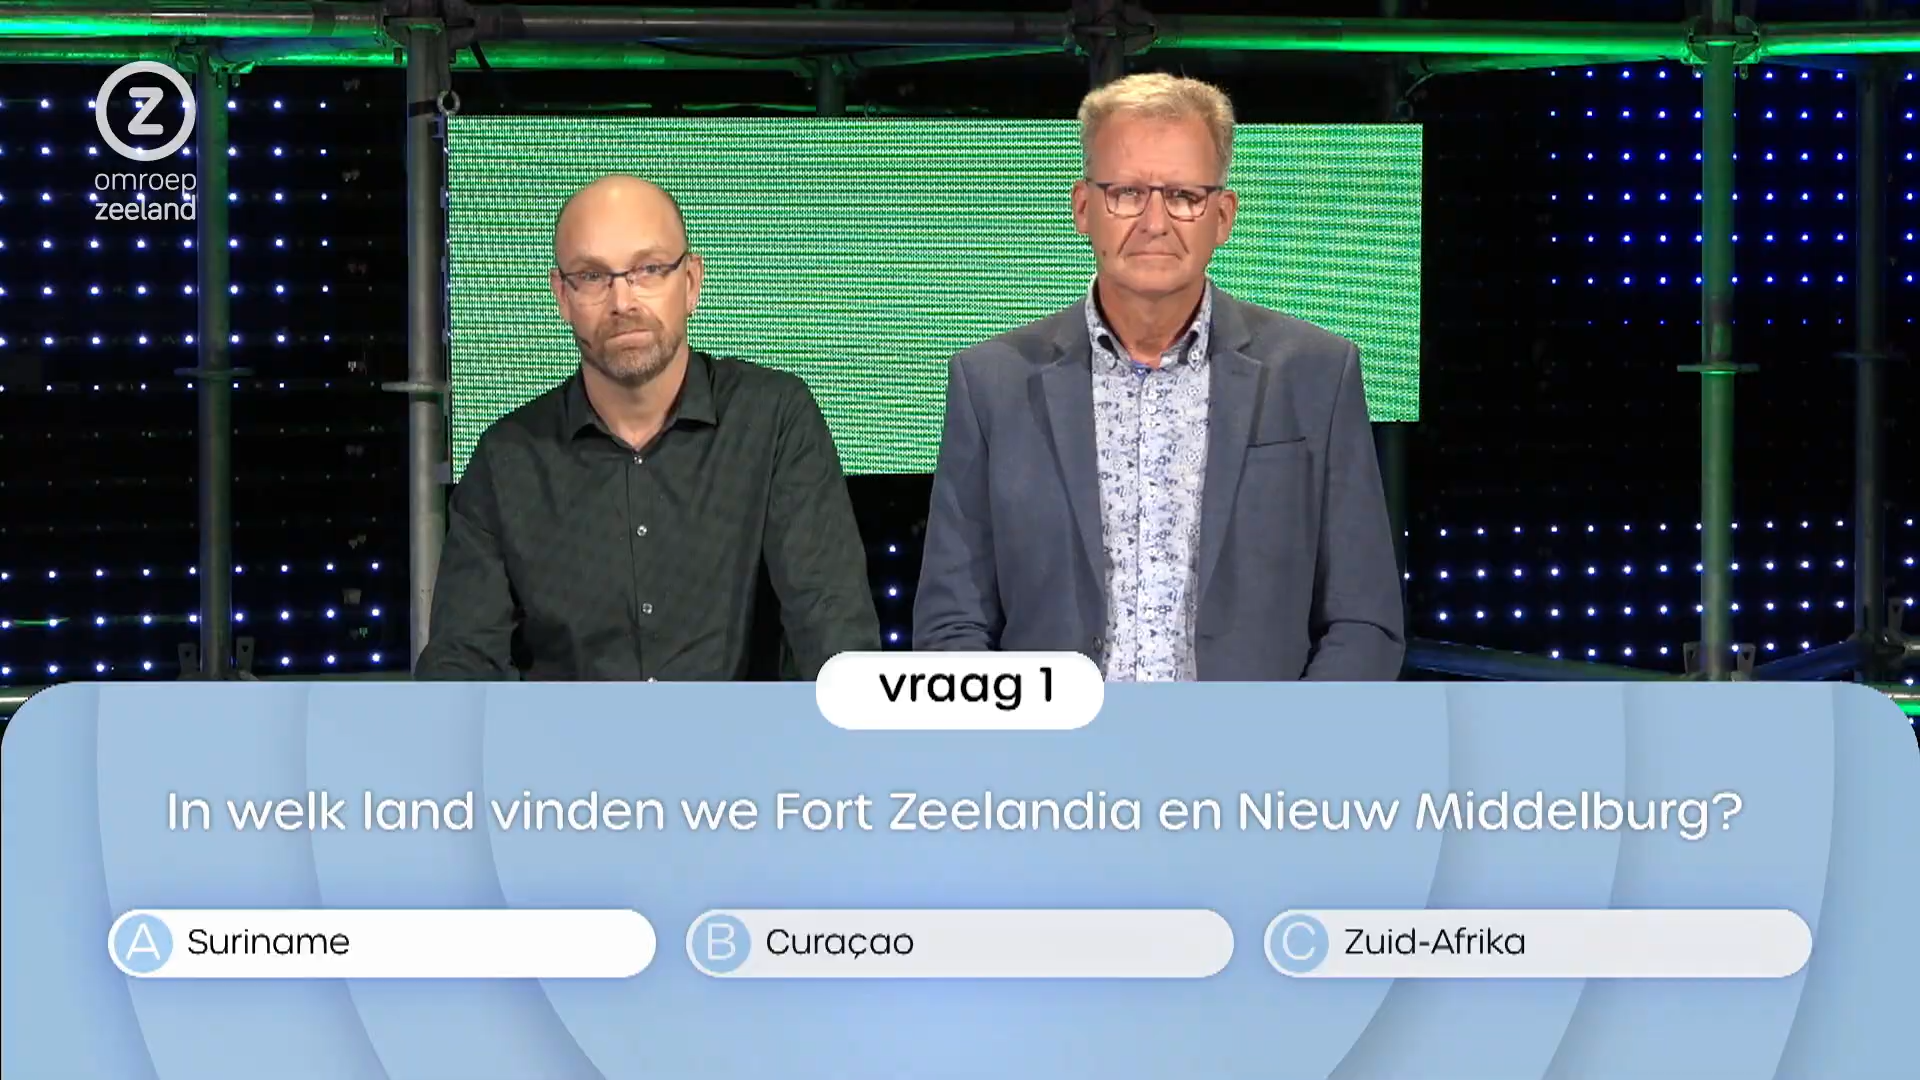 Z
omroep
zeeland
vraag 1
In welk land vinden we Fort Zeelandia en Nieuw Middelburg?
A Suriname
B Curaçao
C Zuid-Afrika